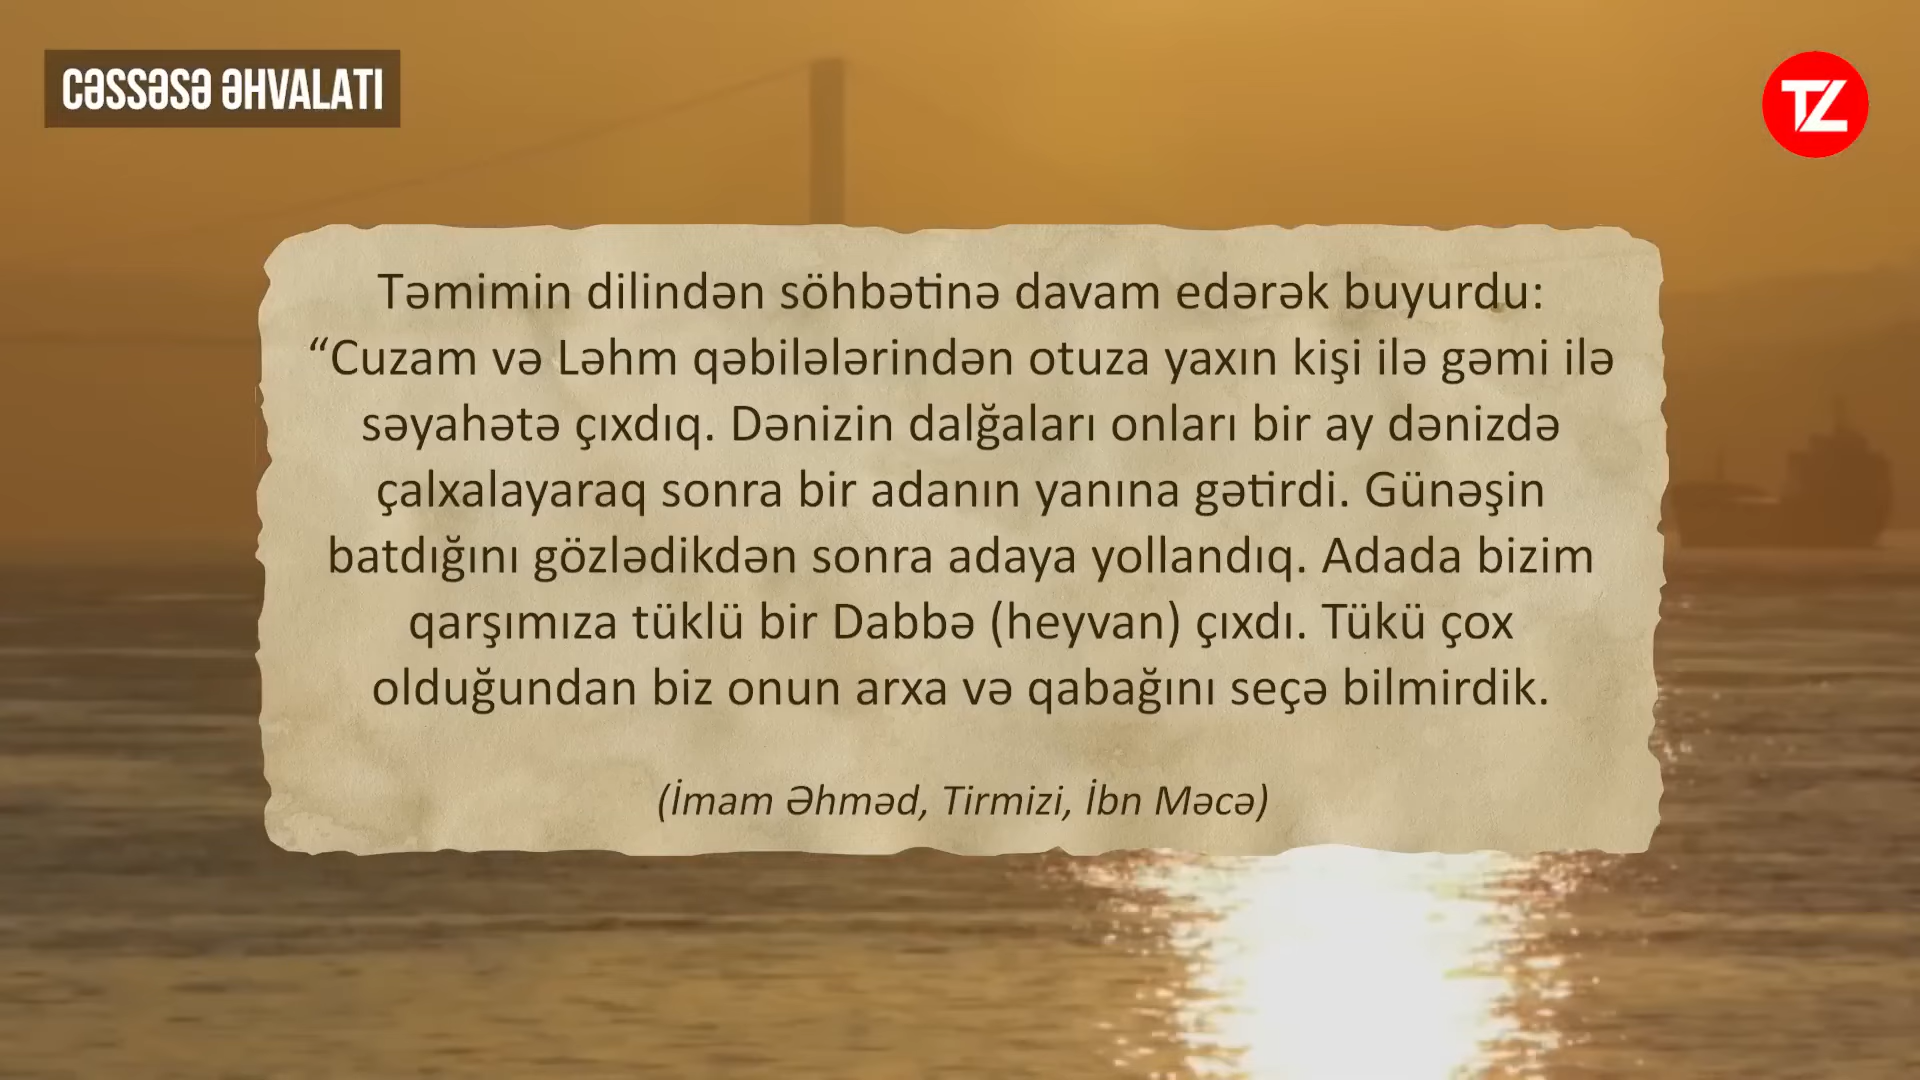 CƏSSƏSƏ ƏHVALATI
TZ
Təmimin dilindən söhbətinə davam edərək buyurdu:
“Cuzam və Ləhm qəbilələrindən otuza yaxın kişi ilə gəmi ilə
səyahətə çıxdıq. Dənizin dalğaları onları bir ay dənizdə
çalxalayaraq sonra bir adanın yanına gətirdi. Günəşin
batdığını gözlədikdən sonra adaya yollandıq. Adada bizim
qarşımıza tüklü bir Dabbə (heyvan) çıxdı. Tükü çox
olduğundan biz onun arxa və qabağını seçə bilmirdik.
(İmam Əhməd, Tirmizi, İbn Məcə)